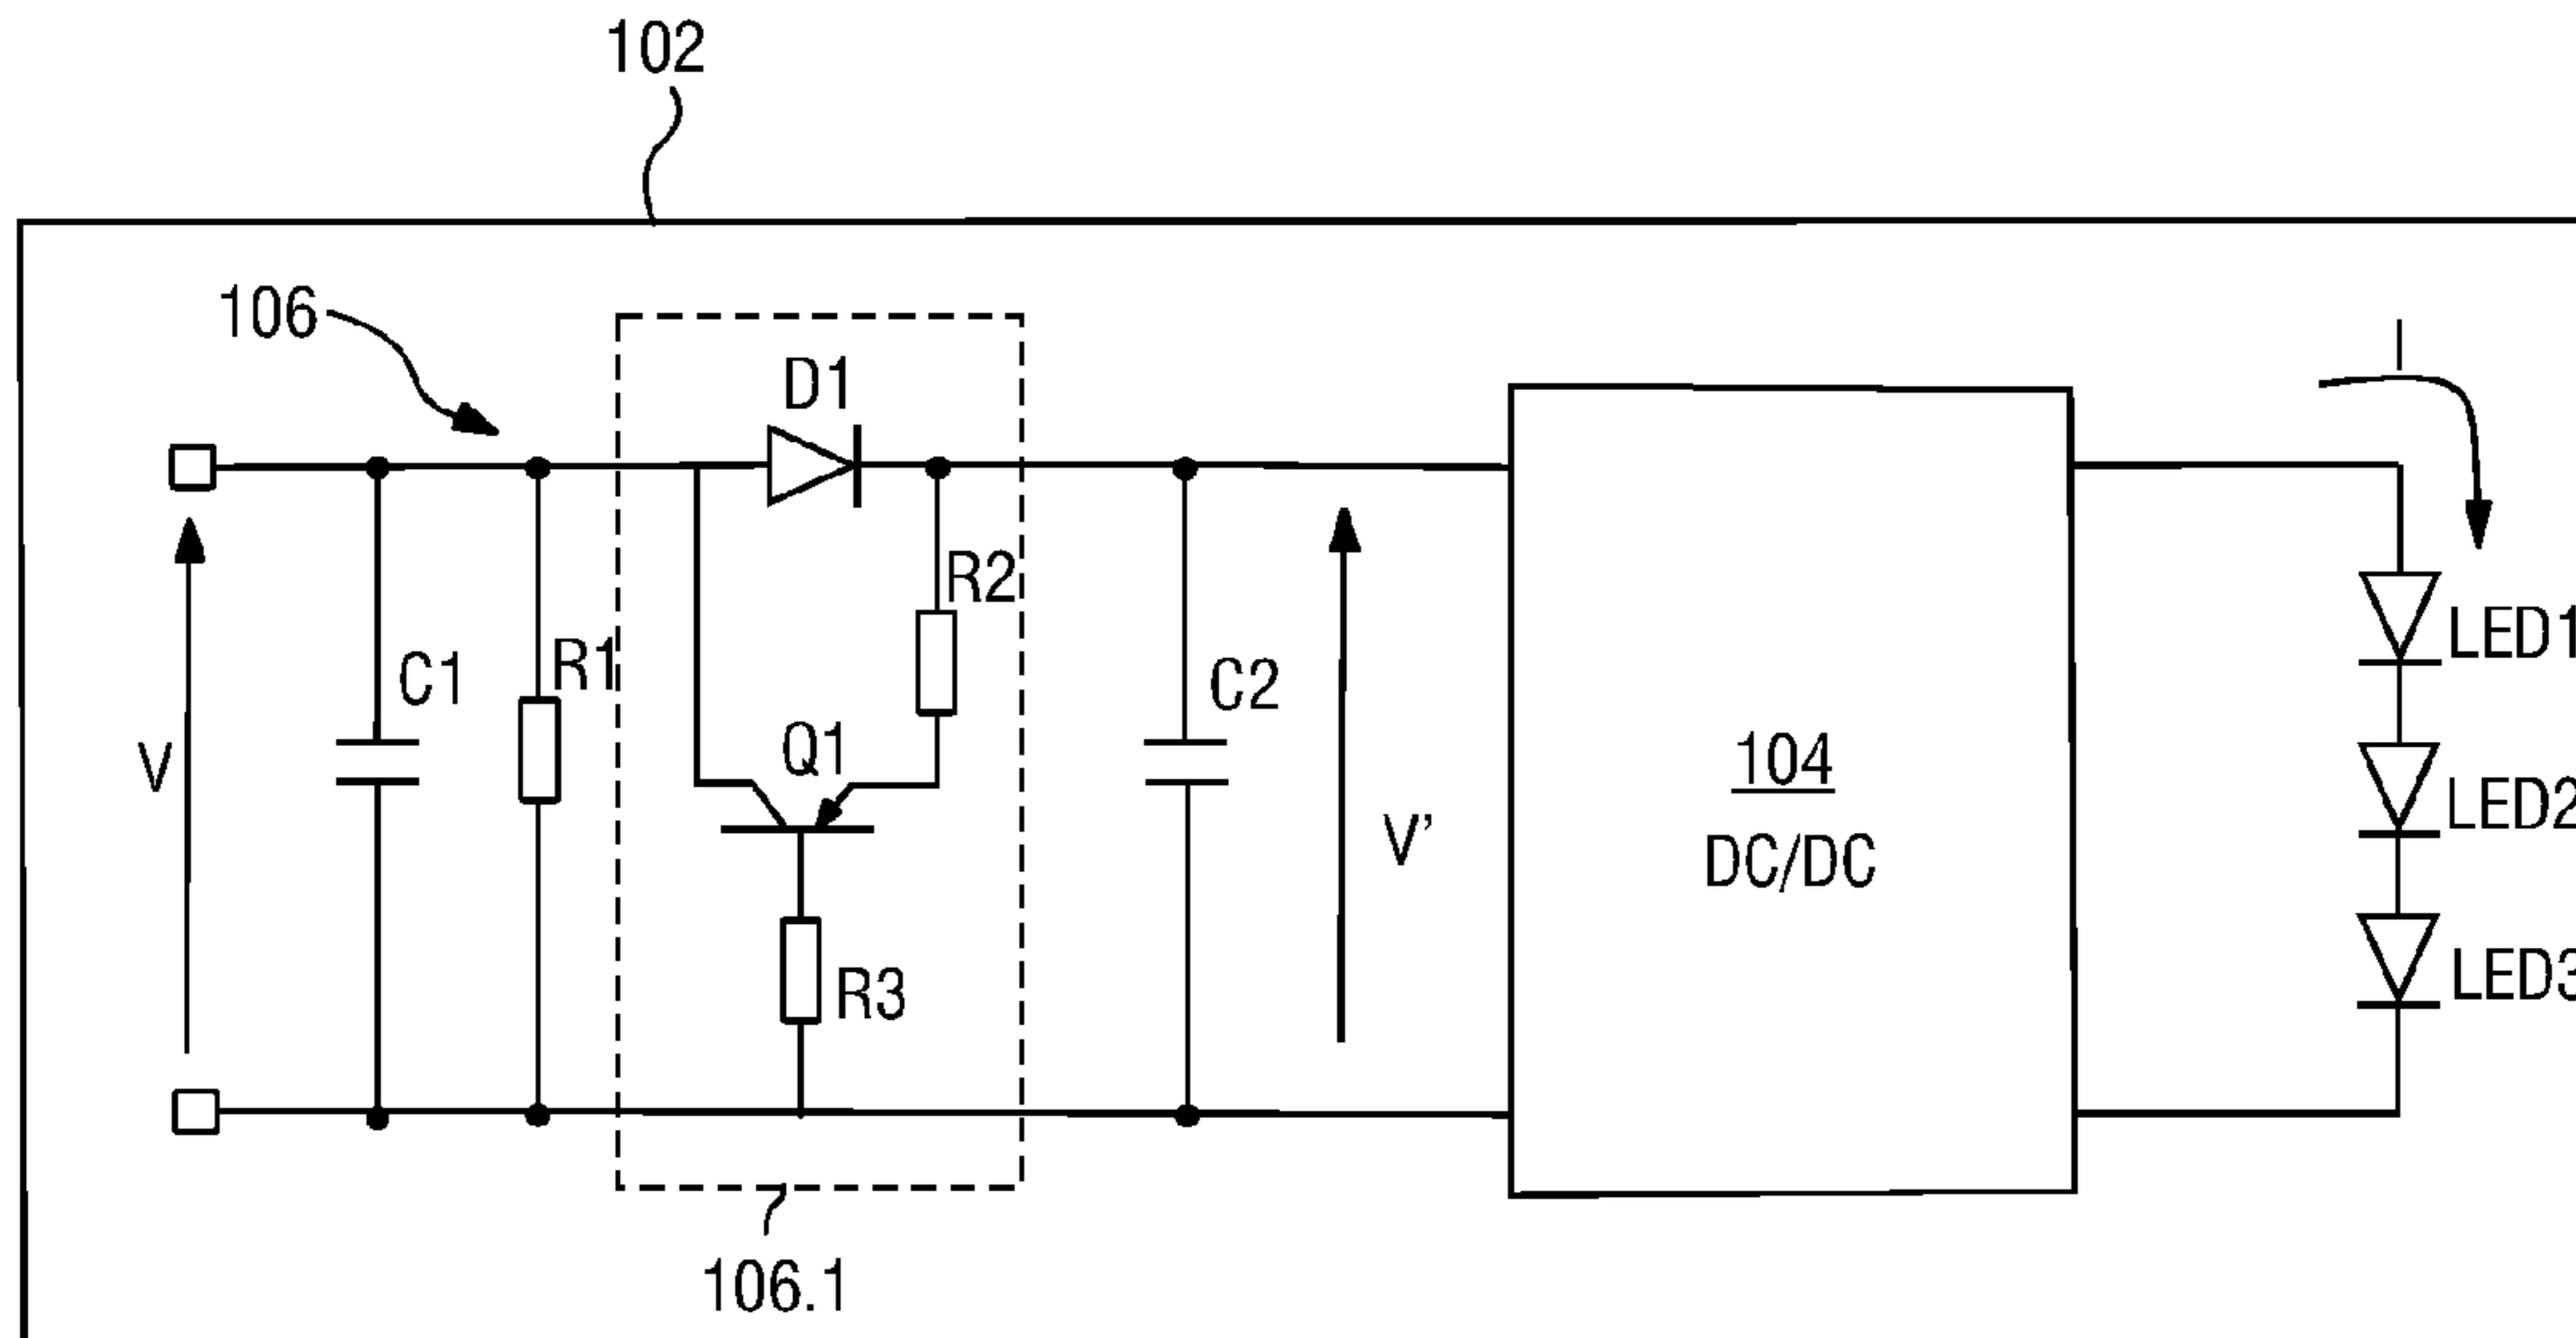 102
106
D1
R2
R1
C1
C2
LED1
Q1
V
104
DC/DC
V'
LED2
R3
LED3
106.1